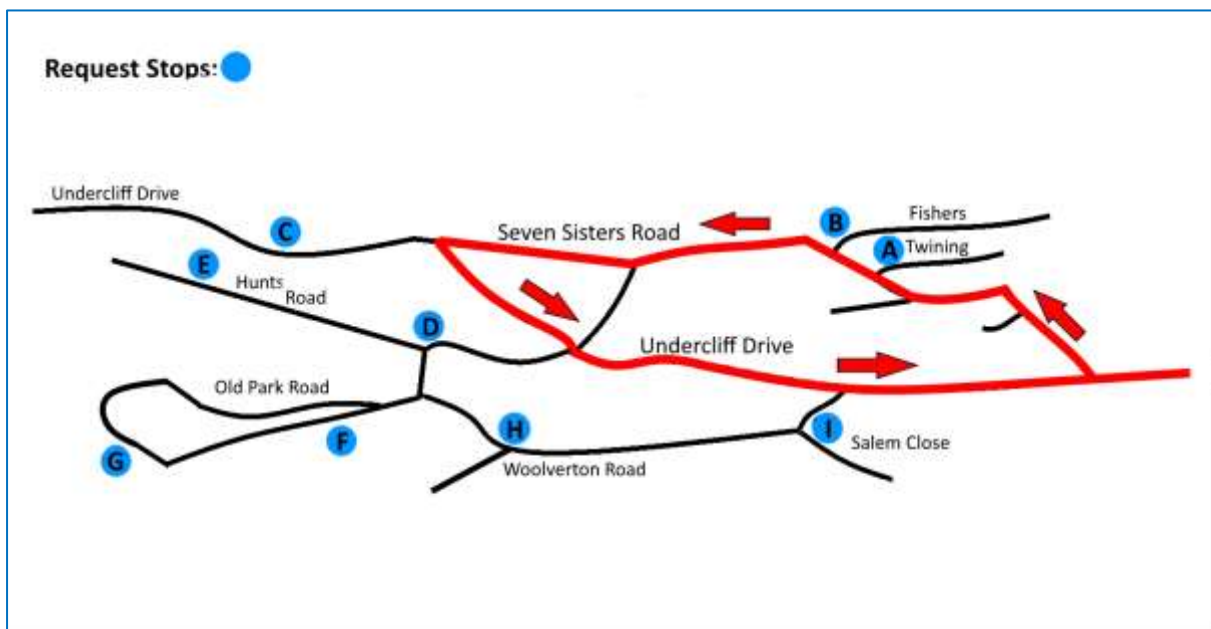 Request Stops:
Undercliff Drive
Fishers
B
Seven Sisters Road
C
A
Twining
E
Hunts
Road
D
Undercliff Drive
Old Park Road
H
I
F
Salem Close
G
Woolverton Road